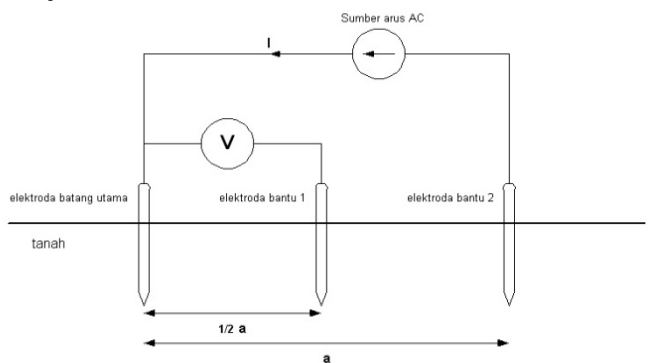 Sumber arus AC
I
V
elektroda batang utama
elektroda bantu 1
elektroda bantu 2
tanah
1/2 a
a